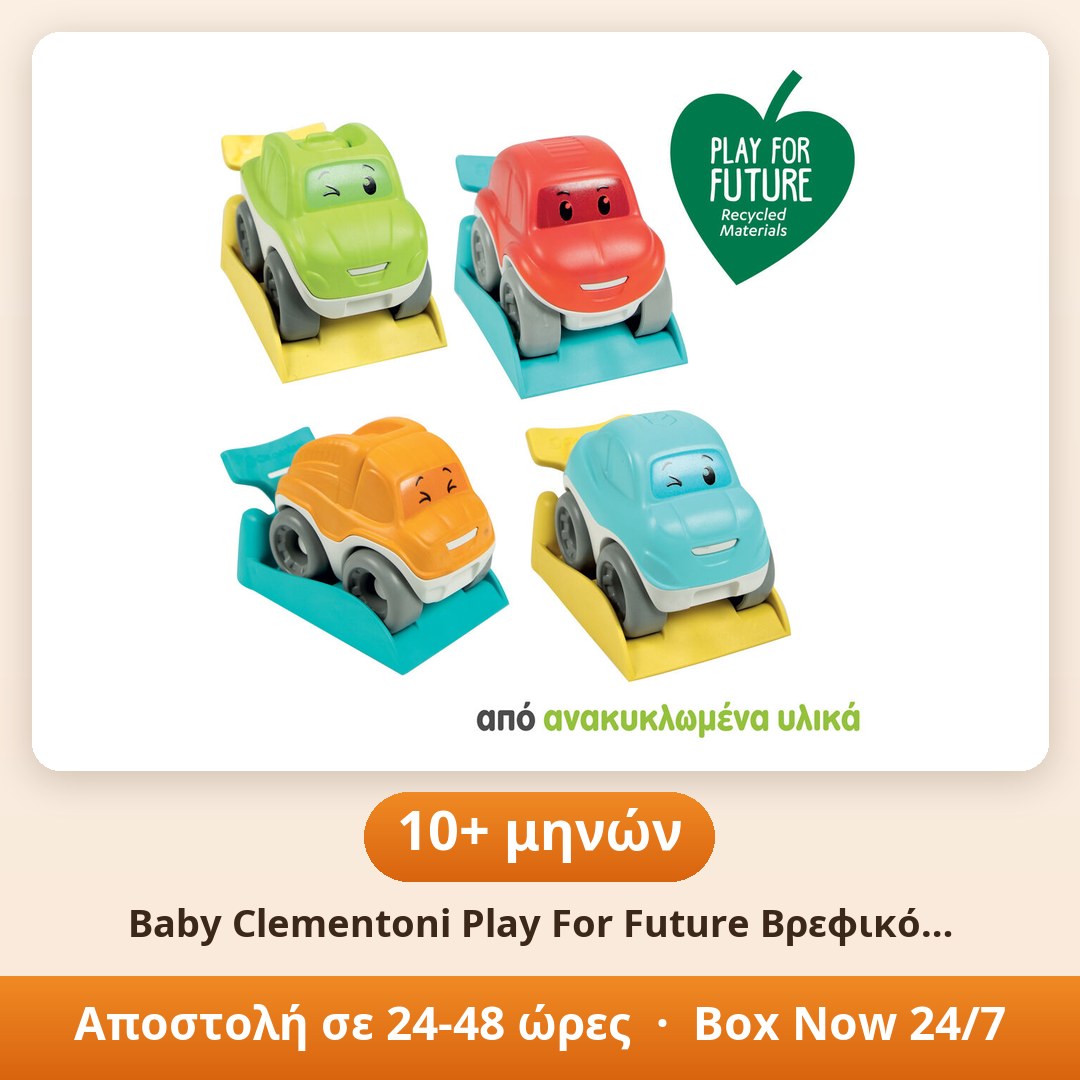 PLAY FOR
FUTURE
Recycled
Materials
από ανακυκλωμένα υλικά
10+ μηνών
Baby Clementoni Play For Future Βρεφικό...
Αποστολή σε 24-48 ώρες · Box Now 24/7